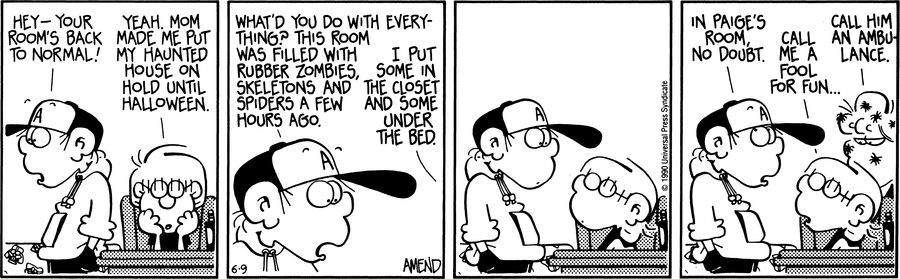 HEY—YOUR
ROOM'S BACK
TO NORMAL!
YEAH. MOM
MADE ME PUT
MY HAUNTED
HOUSE ON
HOLD UNTIL
HALLOWEEN.
A
WHAT'D YOU DO WITH EVERY-
THING? THIS ROOM
WAS FILLED WITH
RUBBER ZOMBIES,
SKELETONS AND
SPIDERS A FEW
HOURS AGO.
I PUT
SOME IN
THE CLOSET
AND SOME
UNDER
THE BED.
A
6-9
AMEND
A
© 1990 Universal Press Syndicate
IN PAIGE'S
ROOM,
NO DOUBT.
CALL
ME A
FOOL
FOR FUN...
CALL HIM
AN AMBU-
LANCE.
A